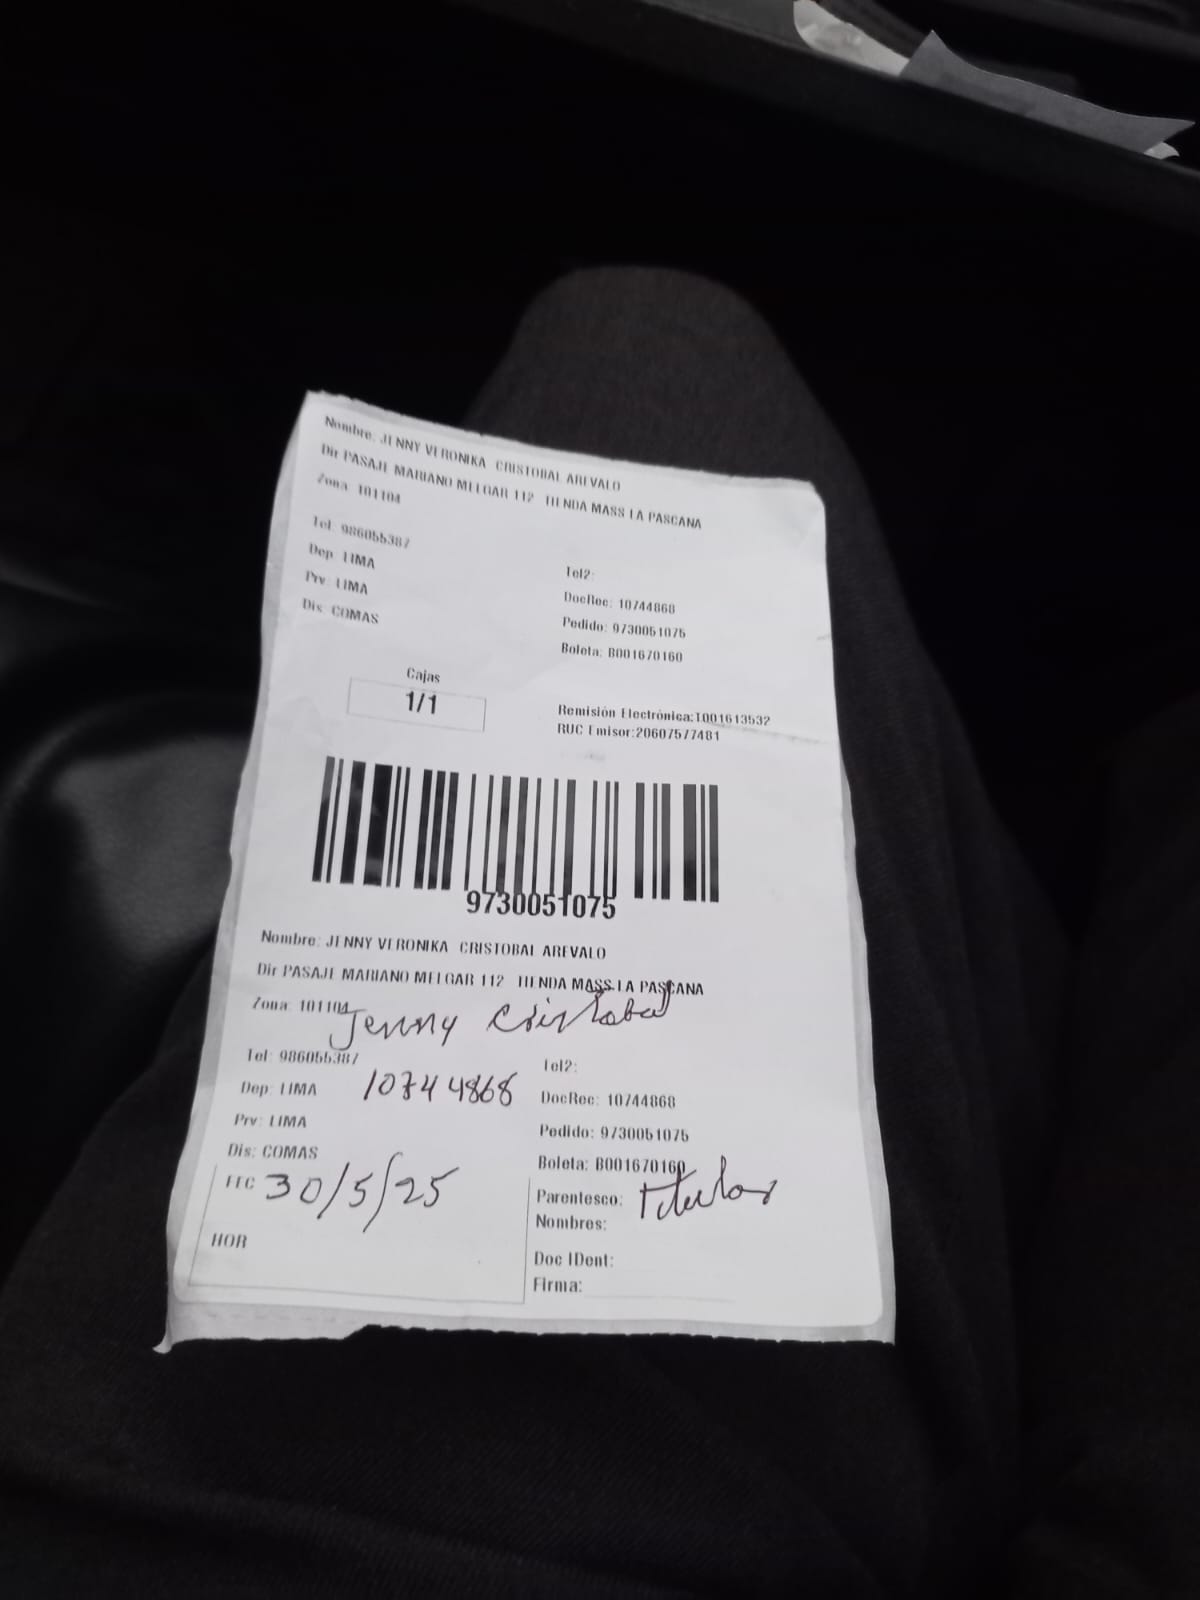 Nombre: JENNY VERONIKA CRISTOBAL AREVALO
Dir PASAJE MARIANO MELGAR 112 TIENDA MASS LA PASCANA
Zona: 101104
Tel: 986055387
Dep: LIMA
Tel2:
Prv: LIMA
DocRec: 10744868
Dis: COMAS
Pedido: 9730051075
Boleta: B001670160
Cajas
1/1
Remisión Electrónica:T001613532
RUC Emisor:20607577481
9730051075
Nombre: JENNY VERONIKA CRISTOBAL AREVALO
Dir PASAJE MARIANO MELGAR 112 TIENDA MASS LA PASCANA
Zona: 101104
Jenny Cristobal
Tel: 986055387
Tel2:
Dep: LIMA
10744868
DocRec: 10744868
Prv: LIMA
Pedido: 9730051075
Dis: COMAS
Boleta: B001670160
FEC 30/5/25
Parentesco: Titular
Nombres:
HOR
Doc IDent:
Firma: